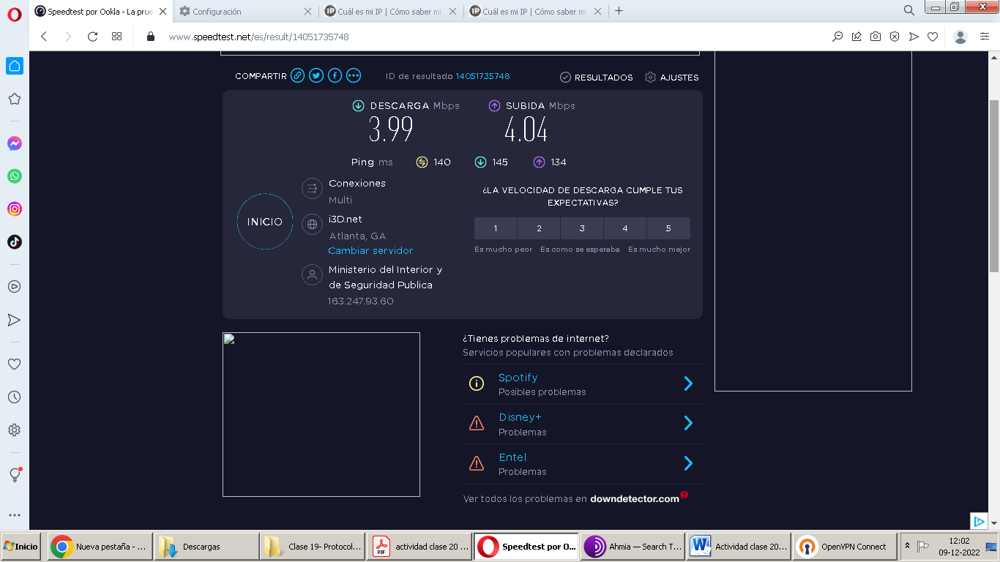 Speedtest por Ookla - La prue
Configuración
Cuál es mi IP | Cómo saber mi
Cuál es mi IP | Cómo saber mi
www.speedtest.net/es/result/14051735748
COMPARTIR
ID de resultado 14051735748
RESULTADOS
AJUSTES
DESCARGA Mbps
SUBIDA Mbps
3.99
4.04
Ping ms
140
145
134
Conexiones
Multi
¿LA VELOCIDAD DE DESCARGA CUMPLE TUS
EXPECTATIVAS?
INICIO
i3D.net
Atlanta, GA
Cambiar servidor
1 2 3 4 5
Es mucho peor Es como se esperaba Es mucho mejor
Ministerio del Interior y
de Seguridad Publica
163.247.93.60
¿Tienes problemas de internet?
Servicios populares con problemas declarados
Spotify
Posibles problemas
Disney+
Problemas
Entel
Problemas
Ver todos los problemas en downdetector.com
Inicio
Nueva pestaña - ...
Descargas
Clase 19- Protocol...
actividad clase 20 ...
Speedtest por O...
Ahmia — Search T...
Actividad clase 20...
OpenVPN Connect
12:02
09-12-2022